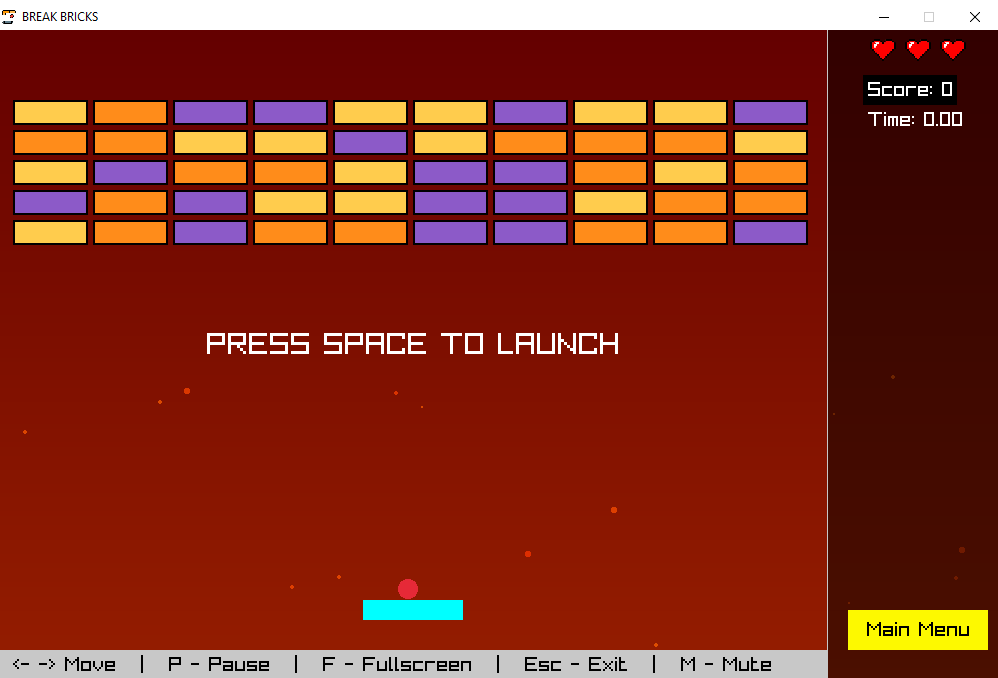 BREAK BRICKS
Score: 0
Time: 0.00
PRESS SPACE TO LAUNCH
Main Menu
<- -> Move | P - Pause | F - Fullscreen | Esc - Exit | M - Mute